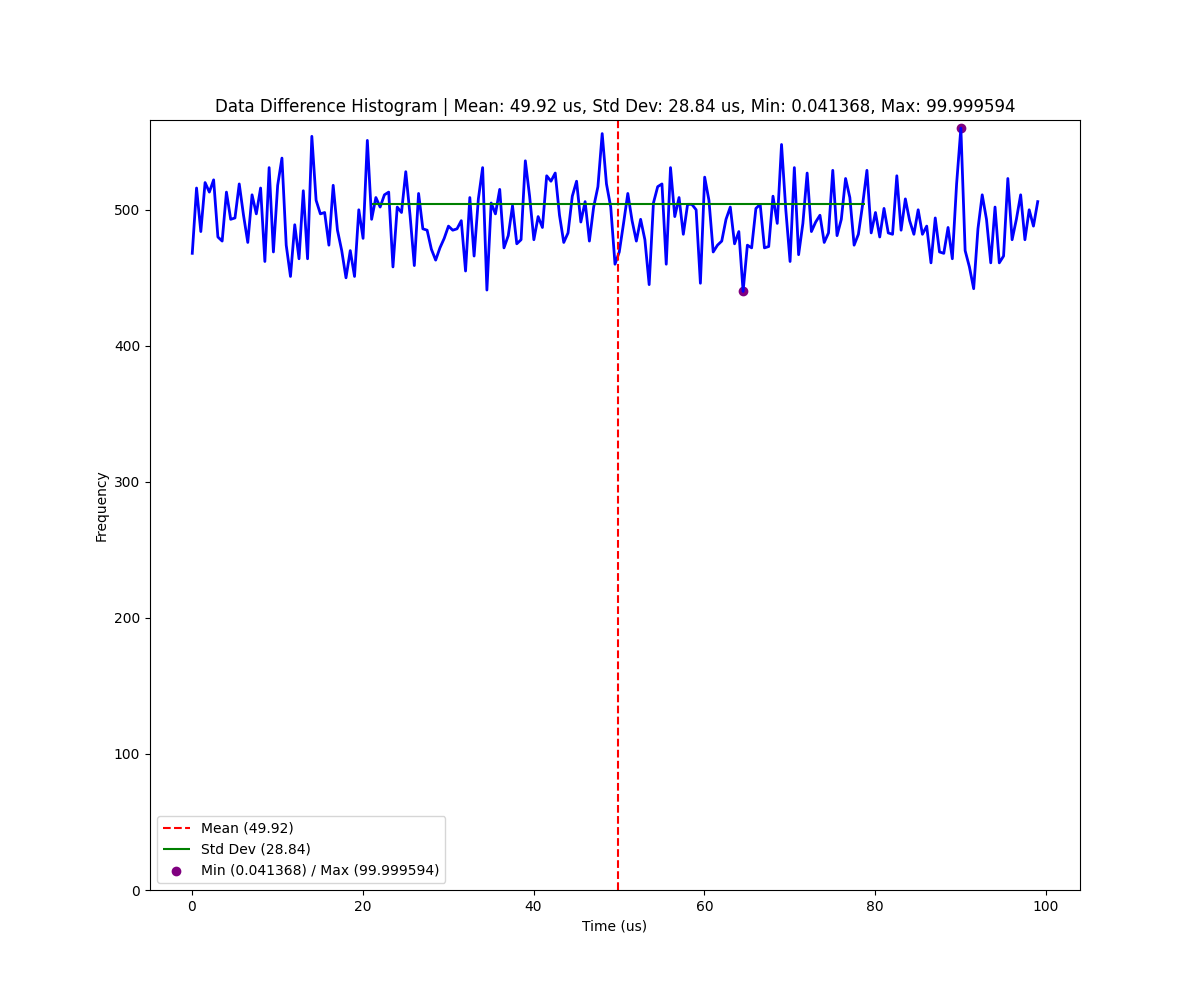 Data Difference Histogram | Mean: 49.92 us, Std Dev: 28.84 us, Min: 0.041368, Max: 99.999594
500
400
300
200
100
0
Frequency
Mean (49.92)
Std Dev (28.84)
Min (0.041368) / Max (99.999594)
0 20 40 60 80 100
Time (us)